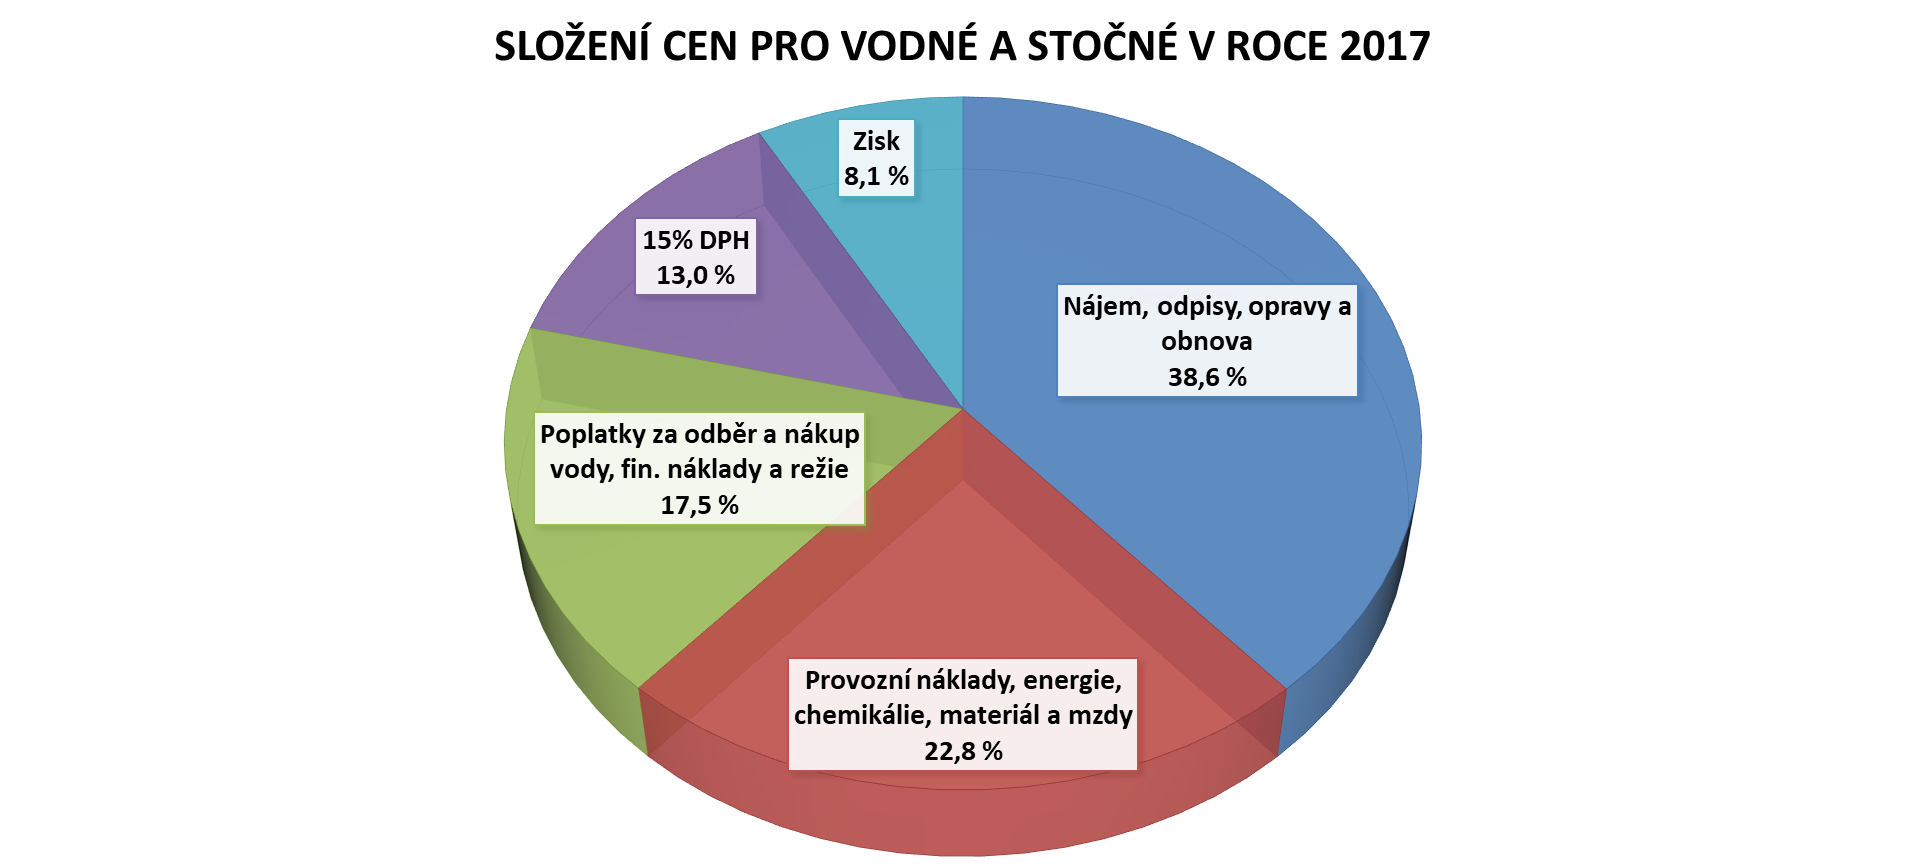 SLOŽENÍ CEN PRO VODNÉ A STOČNÉ V ROCE 2017
Zisk
8,1 %
15% DPH
13,0 %
Nájem, odpisy, opravy a
obnova
38,6 %
Poplatky za odběr a nákup
vody, fin. náklady a režie
17,5 %
Provozní náklady, energie,
chemikálie, materiál a mzdy
22,8 %